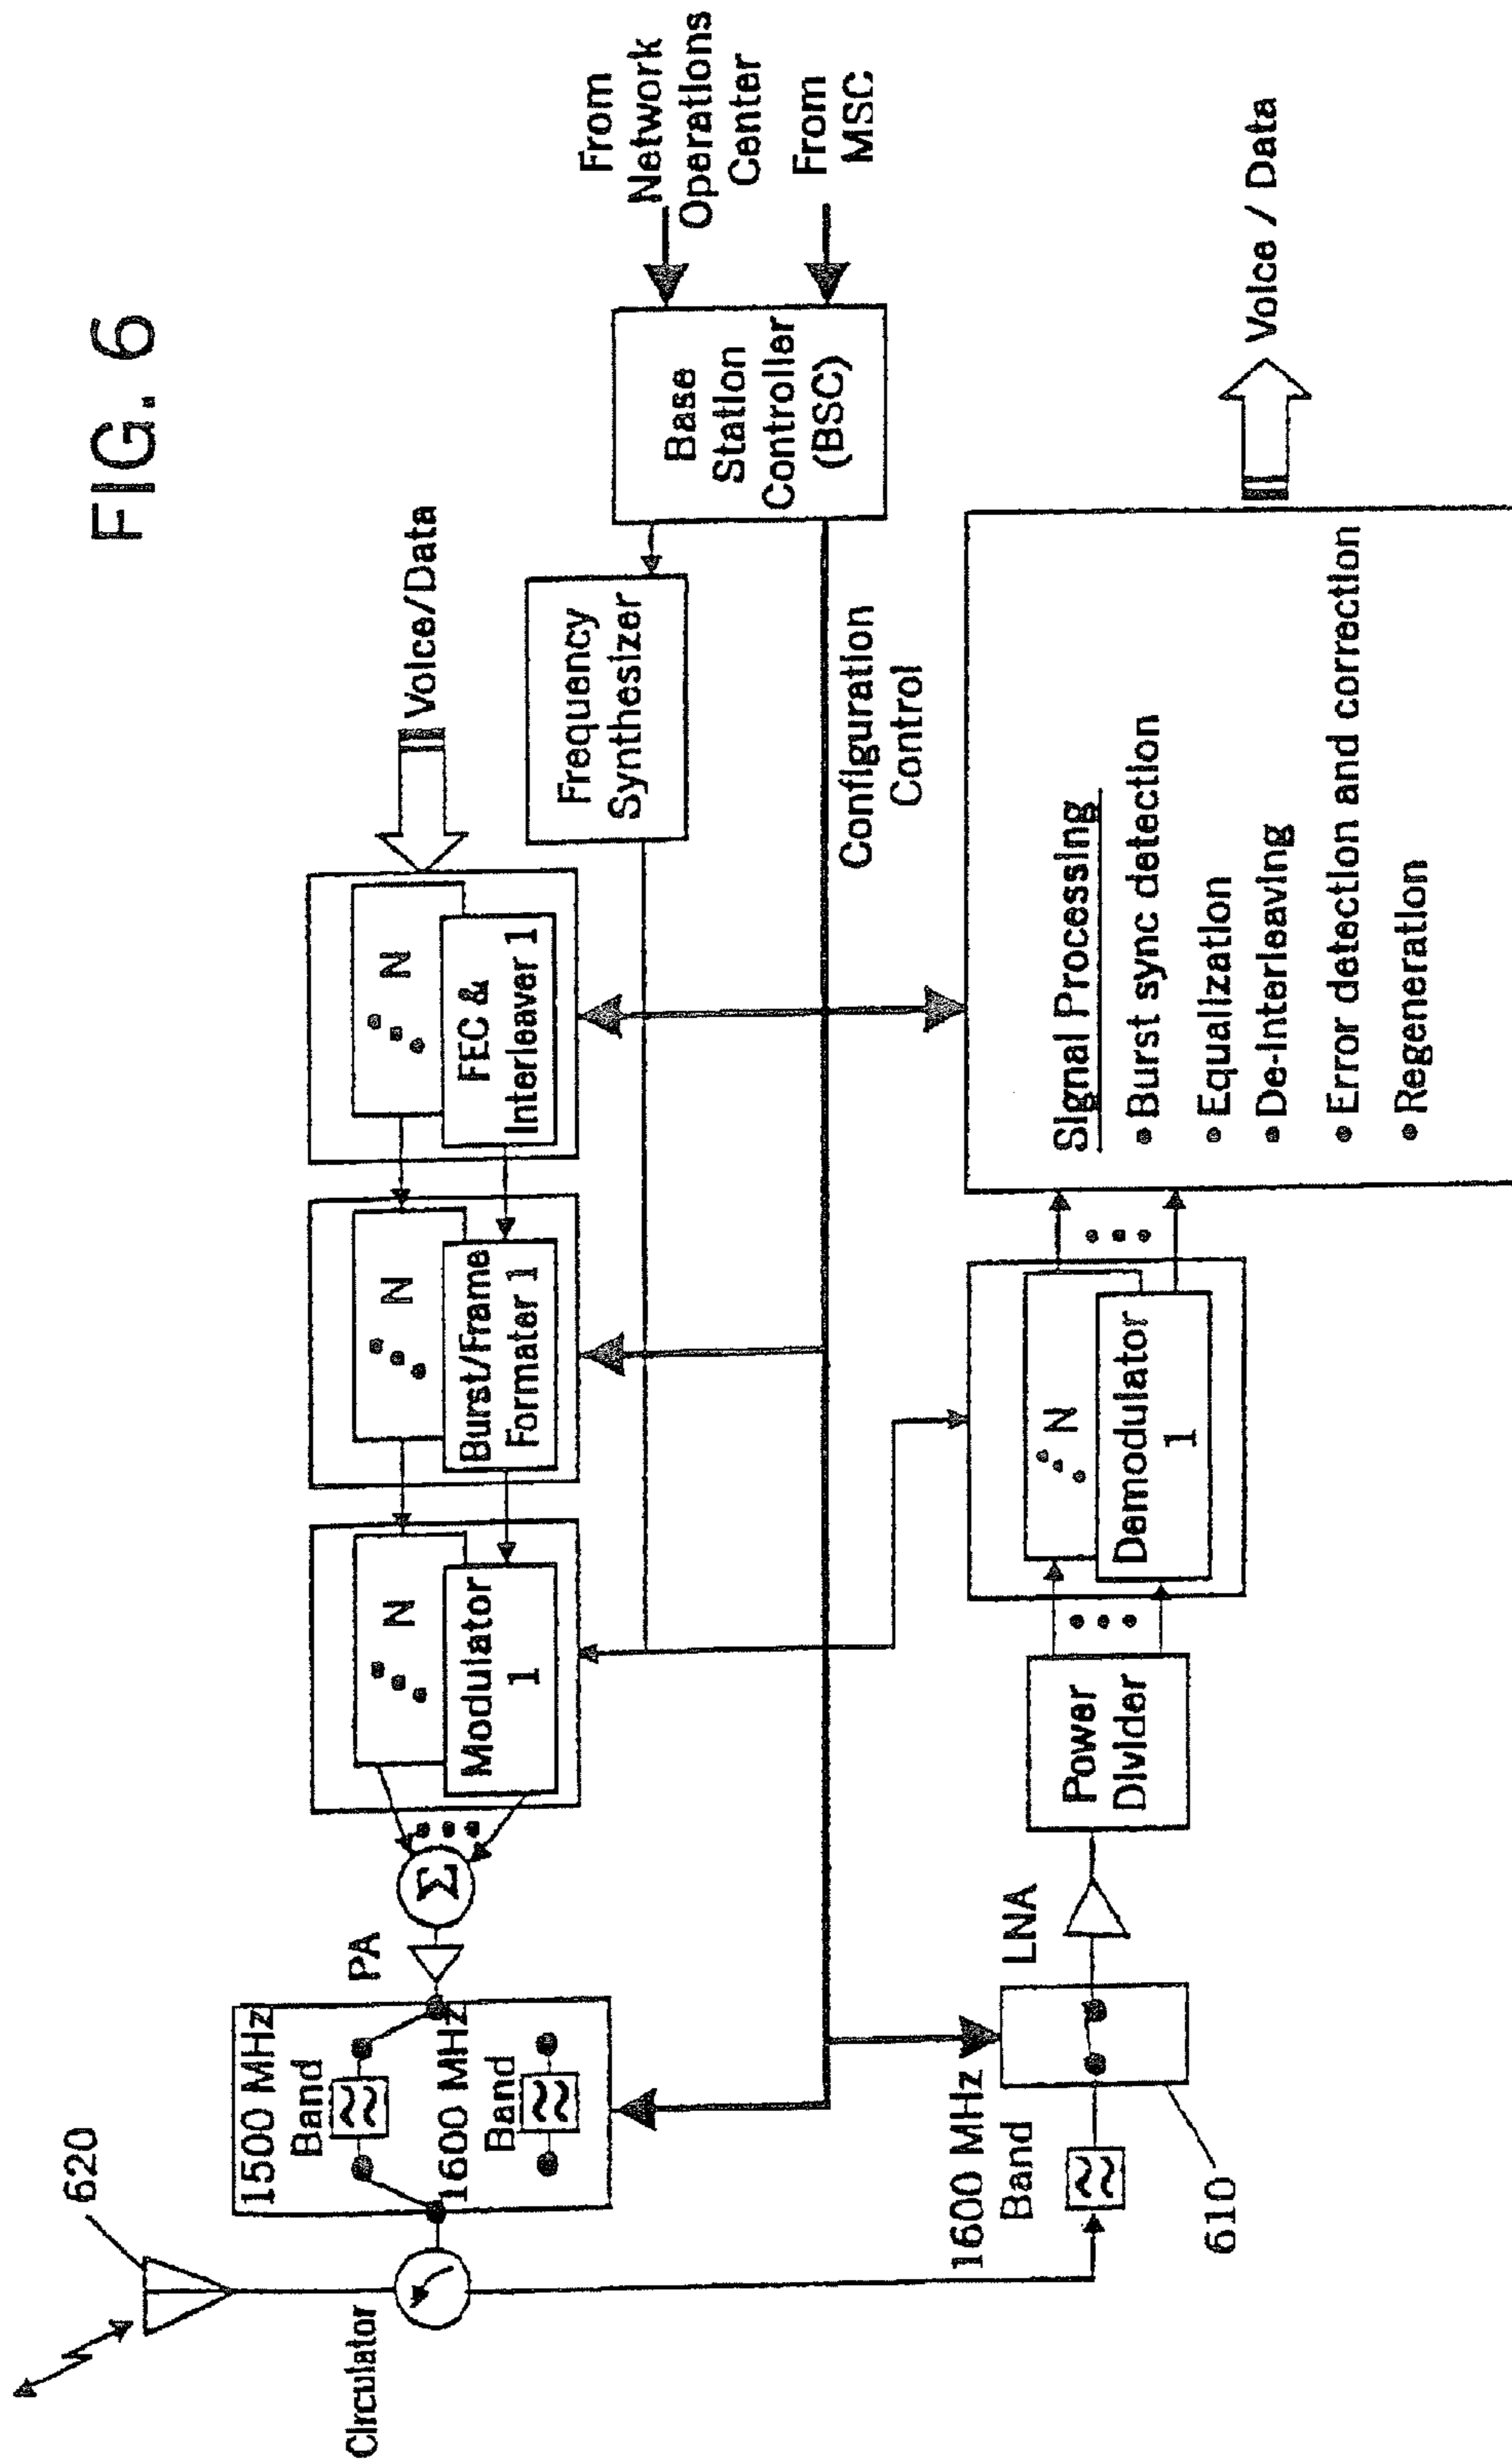 FIG. 6
620
Circulator
1500 MHz
Band
1600 MHz
Band
PA
Σ
N
Modulator
1
N
Burst/Frame
Formater 1
N
FEC &
Interleaver 1
Voice/Data
Frequency
Synthesizer
Base
Station
Controller
(BSC)
From
Network
Operations
Center
From
MSC
Configuration
Control
1600 MHz
Band
610
LNA
Power
Divider
N
Demodulator
1
Signal Processing
• Burst sync detection
• Equalization
• De-Interleaving
• Error detection and correction
• Regeneration
Voice / Data